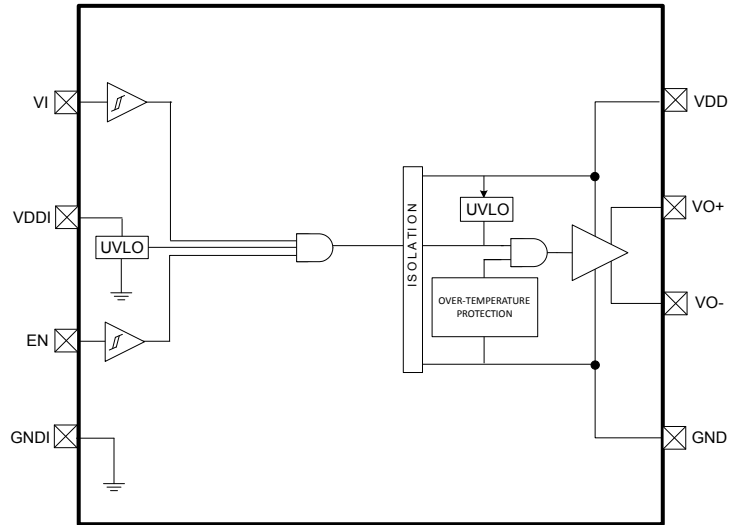 VI
VDDI
UVLO
EN
GNDI
ISOLATION
UVLO
OVER-TEMPERATURE
PROTECTION
VDD
VO+
VO-
GND